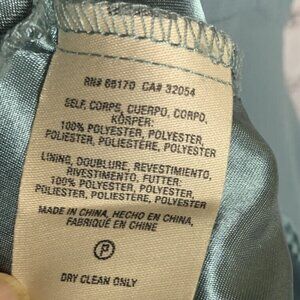 RN# 66170 CA# 32054
SELF, CORPS, CUERPO, CORPO,
KÖRPER:
100% POLYESTER, POLYESTER,
POLIESTER, POLIESTERE, POLYESTER
LINING, DOUBLURE, REVESTIMIENTO,
RIVESTIMENTO, FUTTER:
100% POLYESTER, POLYESTER,
POLIESTER, POLIESTERE, POLYESTER
MADE IN CHINA, HECHO EN CHINA,
FABRIQUÉ EN CHINE
P
DRY CLEAN ONLY